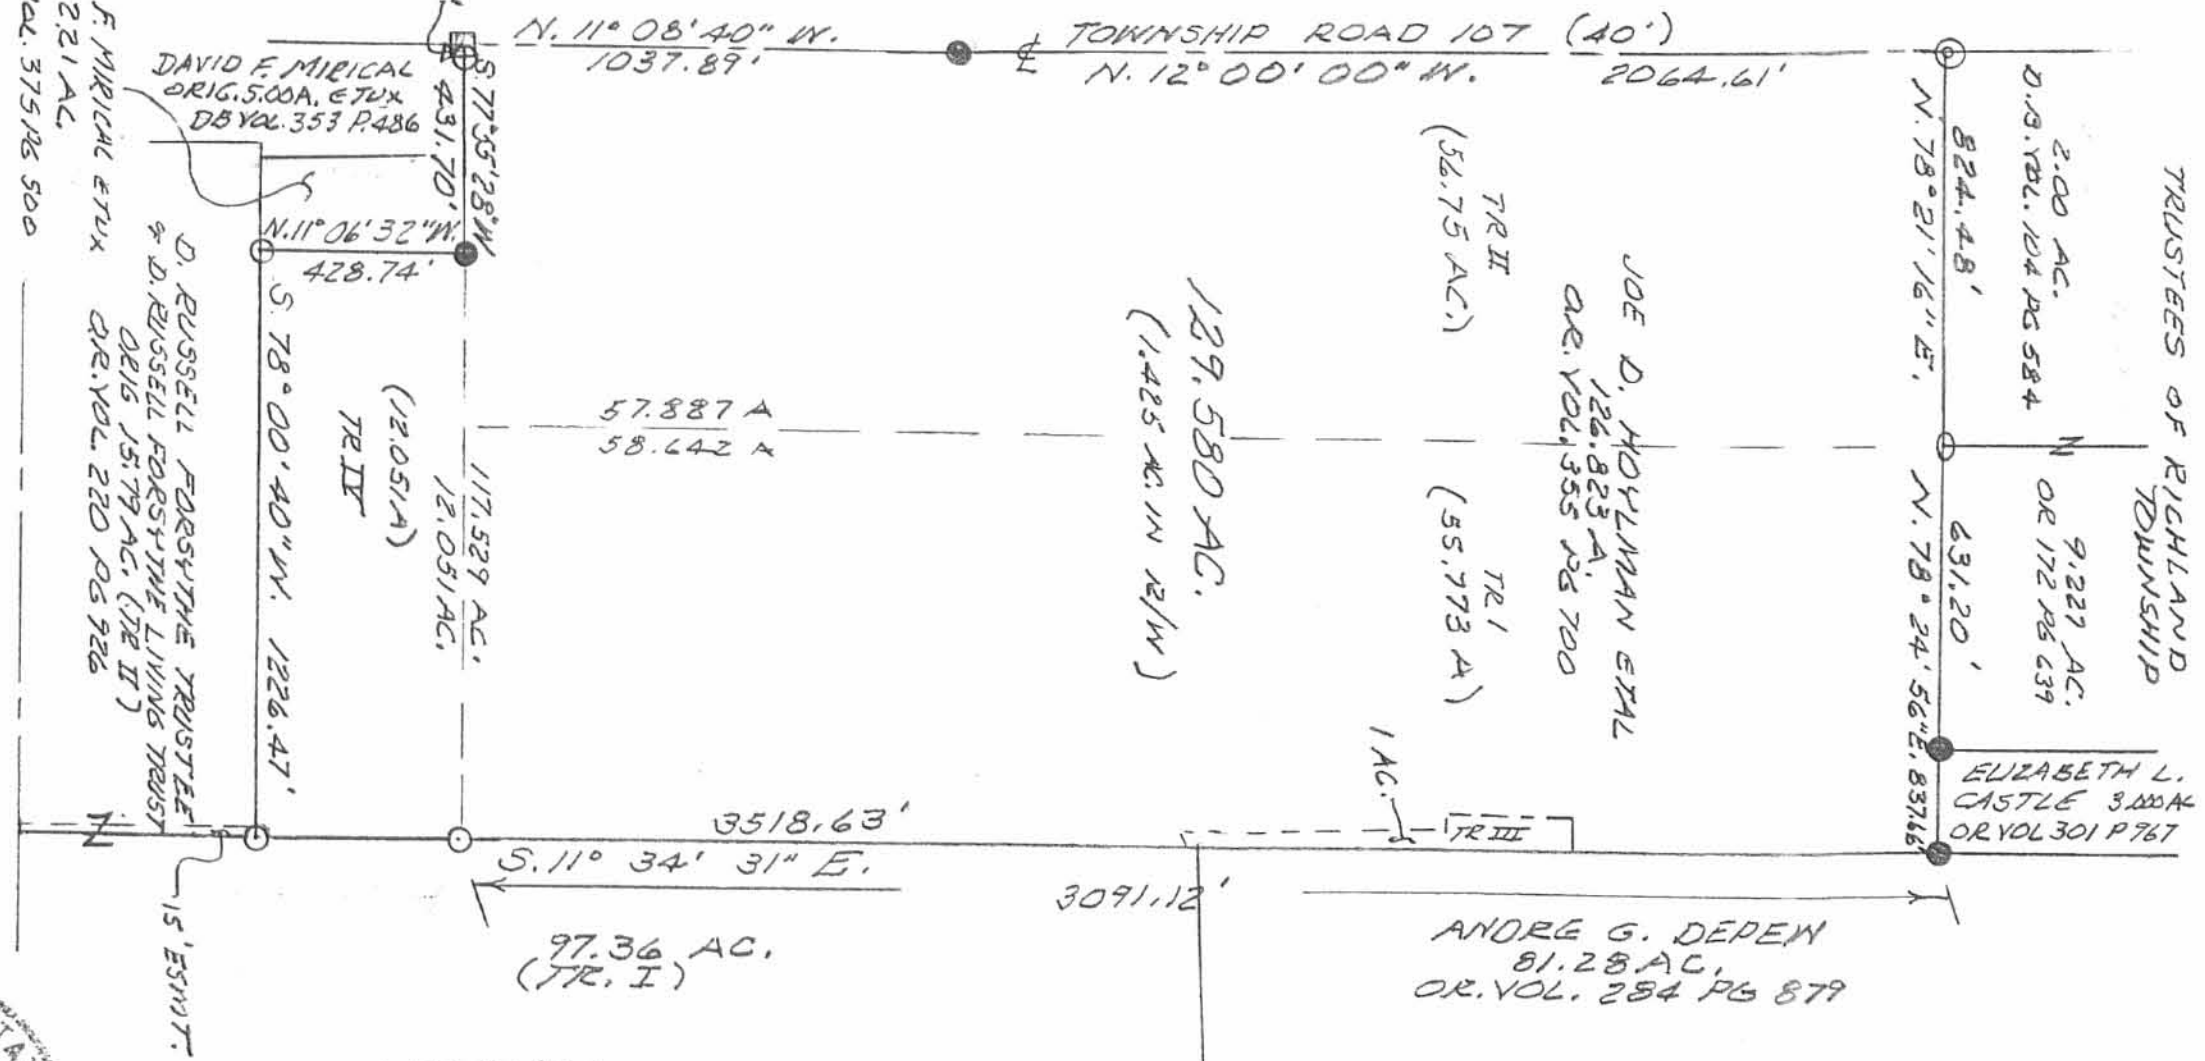 N. 11° 08' 40" W.
1037.89'
TOWNSHIP ROAD 107 (40')
N. 12° 00' 00" W.
2064.61'
F. MIRICAL ETUX
2.21 AC.
OL. 375 PG 500
DAVID F. MIRICAL
ORIG. 5.00A. ETUX
DB VOL. 353 P. 486
S 77° 55' 28" W
431.70'
N. 11° 06' 32" W.
428.74'
S. 78° 00' 40" W. 1226.47'
D. RUSSELL FORSYTHE TRUSTEE
% D. RUSSELL FORSYTHE LIVING TRUST
ORIG 15.79 AC. (TR II)
OR. VOL. 220 PG 926
(12.051A)
TR. IV
57.887 A
58.642 A
117.529 AC.
12.051 AC.
129.580 AC.
(1.425 AC. IN R/W)
TR II
(56.75 AC.)
TR I
(55.773 A)
JOE D. MOYLMAN ETAL
126.823 A.
OR. VOL. 355 PG 700
824.48'
N. 78° 21' 16" E.
631.20'
N. 78° 24' 56" E. 837.66'
2.00 AC.
D.B. VOL. 104 PG 584
9.227 AC.
OR 172 PG 639
TRUSTEES OF RICHLAND
TOWNSHIP
ELIZABETH L.
CASTLE 3.000 AC
OR VOL 301 P 967
1 AC.
TR III
3518.63'
S. 11° 34' 31" E.
3091.12'
97.36 AC.
(TR. I)
ANDRE G. DEPEW
81.28 AC.
OR. VOL. 284 PG 879
15' ESM'T.